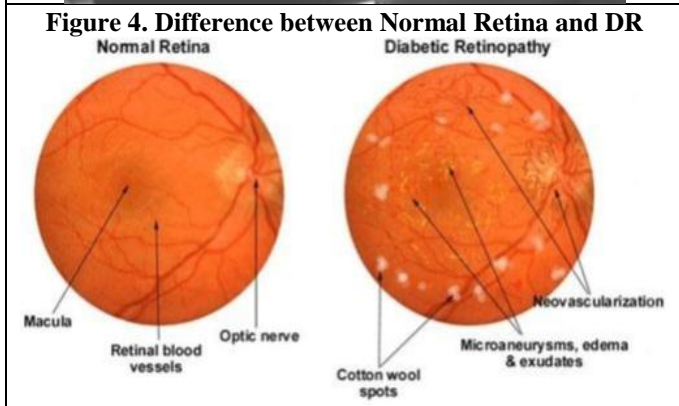 Figure 4. Difference between Normal Retina and DR
Normal Retina
Diabetic Retinopathy
Macula
Retinal blood
vessels
Optic nerve
Neovascularization
Microaneurysms, edema
& exudates
Cotton wool
spots